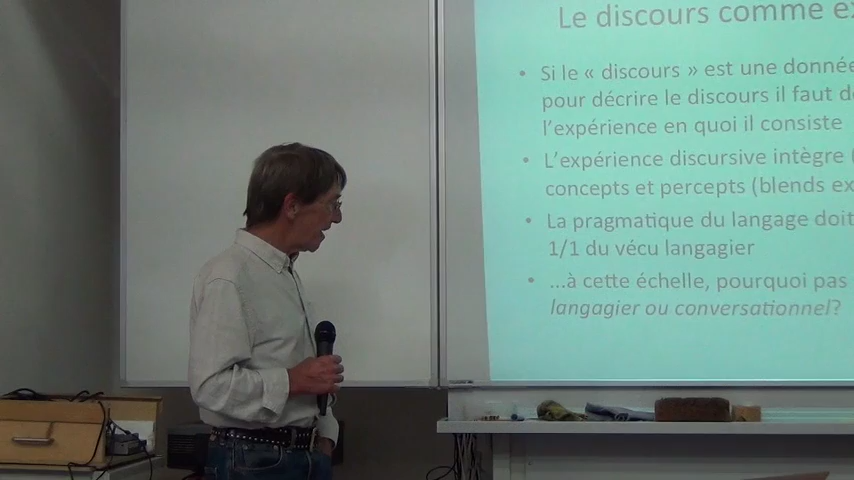 Le discours comme
• Si le « discours » est une donnée
pour décrire le discours il faut
l'expérience en quoi il consiste
• L'expérience discursive intègre
concepts et percepts (blends
• La pragmatique du langage doit
1/1 du vécu langagier
• ...à cette échelle, pourquoi pas
langagier ou conversationnel?